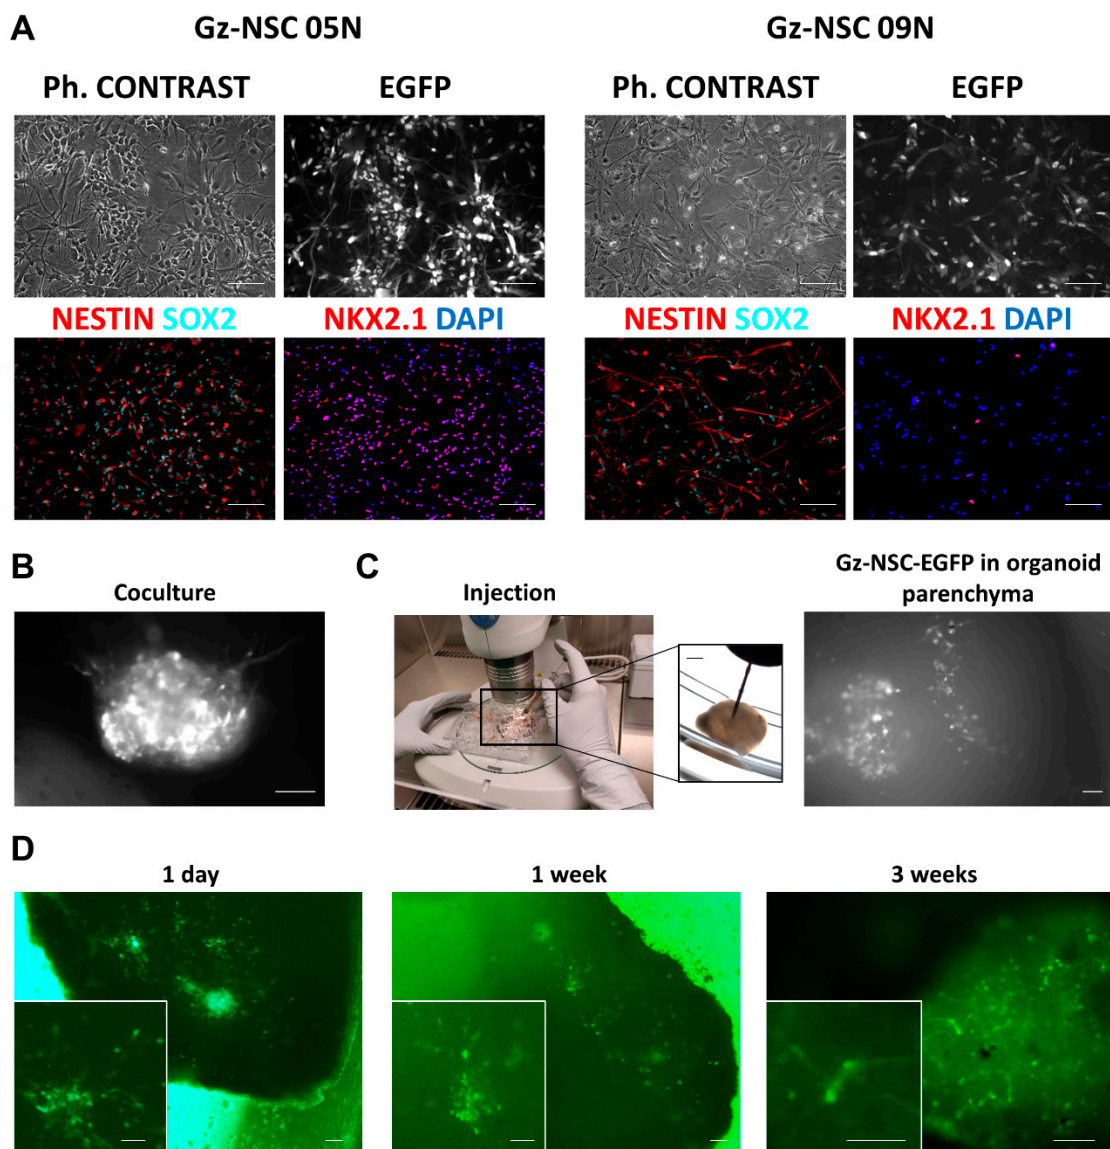 A
Gz-NSC 05N
Gz-NSC 09N
Ph. CONTRAST
EGFP
Ph. CONTRAST
EGFP
NESTIN SOX2
NKX2.1 DAPI
NESTIN SOX2
NKX2.1 DAPI
B
Coculture
C
Injection
Gz-NSC-EGFP in organoid
parenchyma
D
1 day
1 week
3 weeks